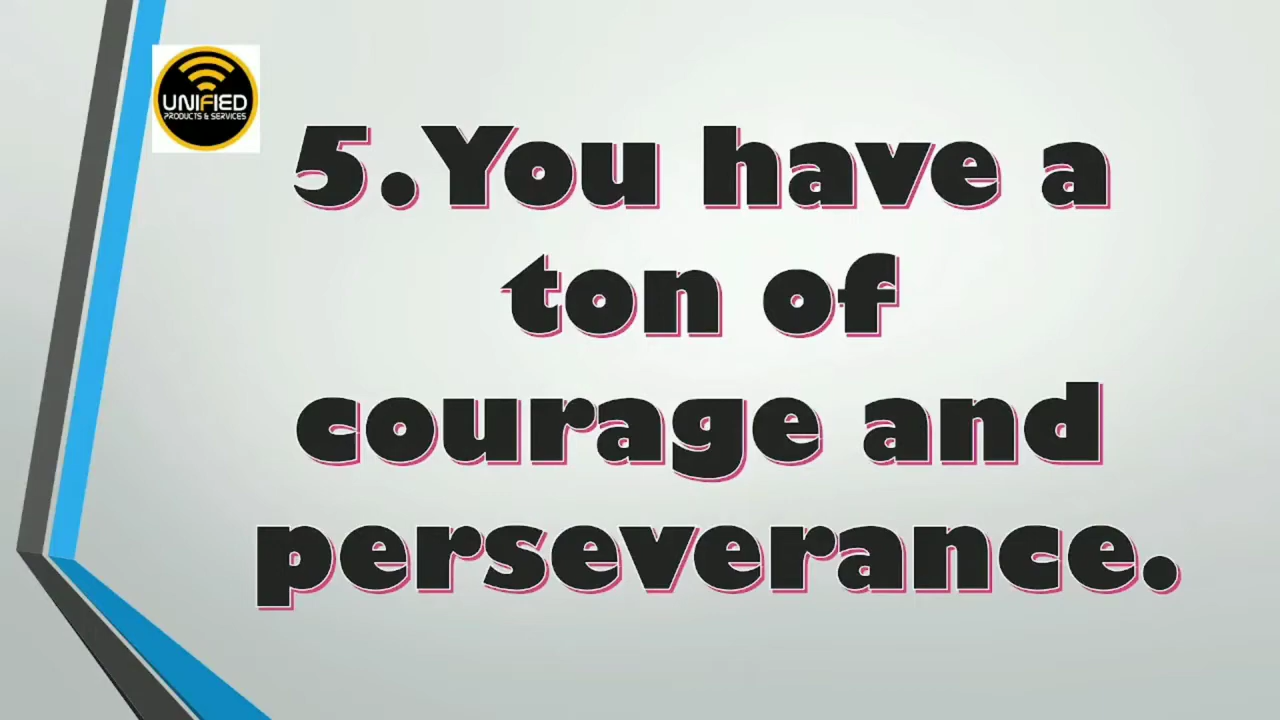 UNIFIED
PRODUCTS & SERVICES
5.You have a
ton of
courage and
perseverance.